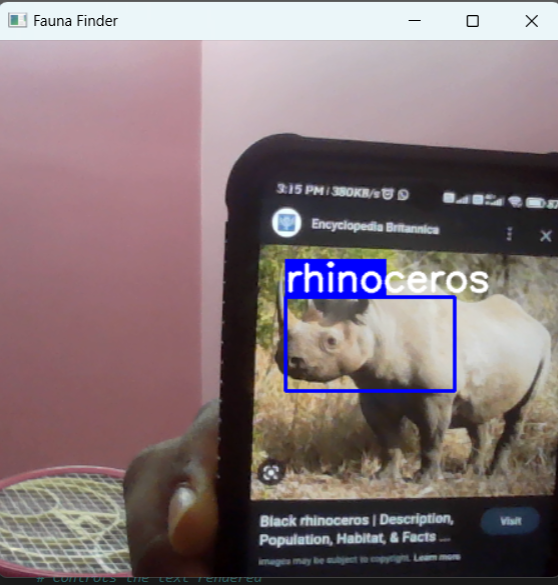 Fauna Finder
3:15 PM | 380KB/s
87
Encyclopedia Britannica
rhinoceros
Black rhinoceros | Description,
Population, Habitat, & Facts ...
Visit
Images may be subject to copyright. Learn more
# Controls the text rendered